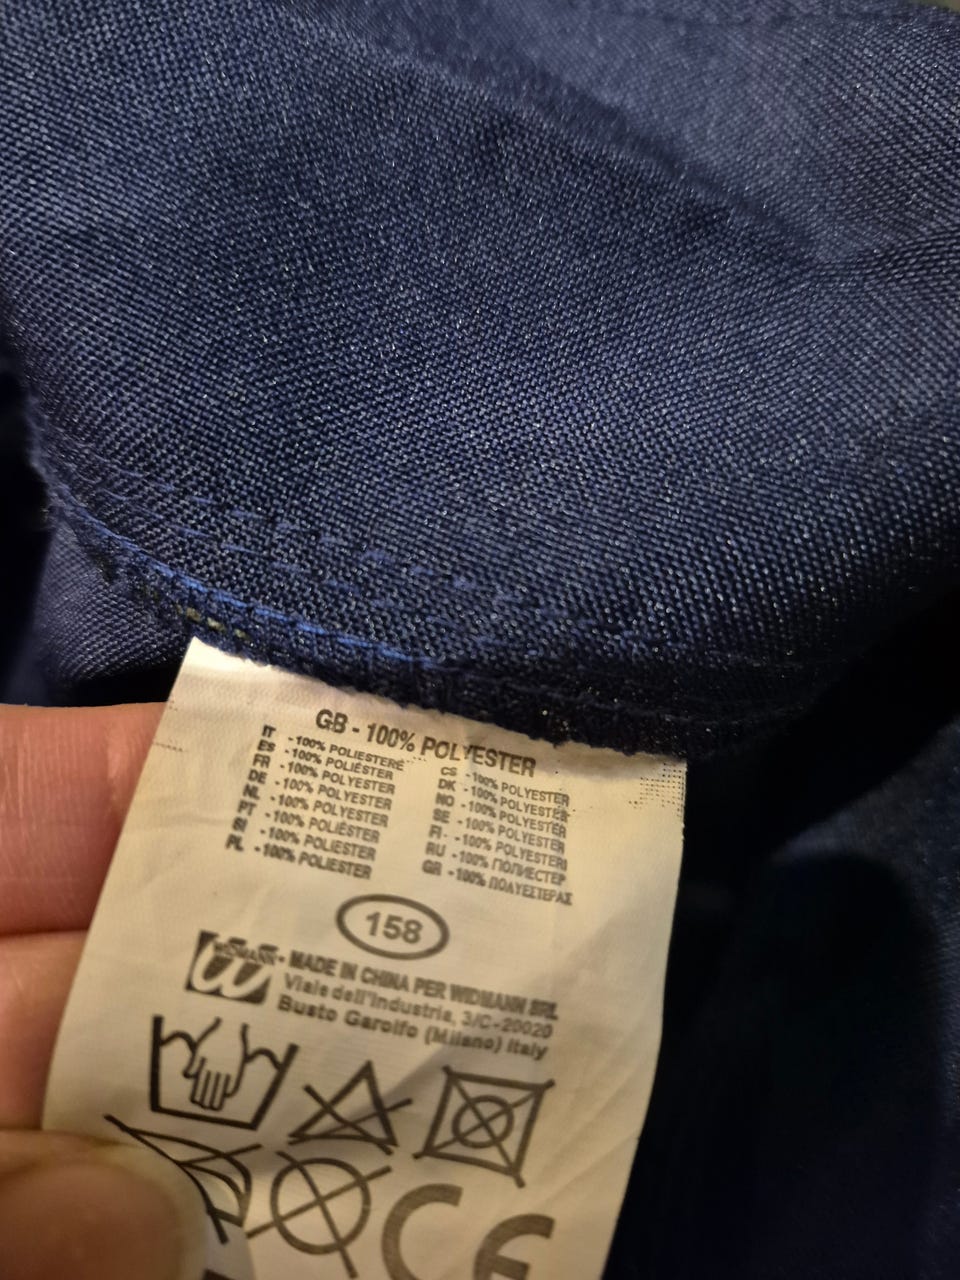 GB - 100% POLYESTER
IT - 100% POLIESTERE
ES - 100% POLIÉSTER
FR - 100% POLYESTER
DE - 100% POLYESTER
NL - 100% POLYESTER
PT - 100% POLIÉSTER
SI - 100% POLIESTER
PL - 100% POLIESTER
CS - 100% POLYESTER
DK - 100% POLYESTER
NO - 100% POLYESTER
SE - 100% POLYESTER
FI - 100% POLYESTERI
RU - 100% ПОЛИЕСТЕР
GR - 100% ΠΟΛΥΕΣΤΕΡΑΣ
158
WIDMANN - MADE IN CHINA PER WIDMANN SRL
Viale dell'Industria, 3/C - 20020
Busto Garolfo (Milano) Italy
CE